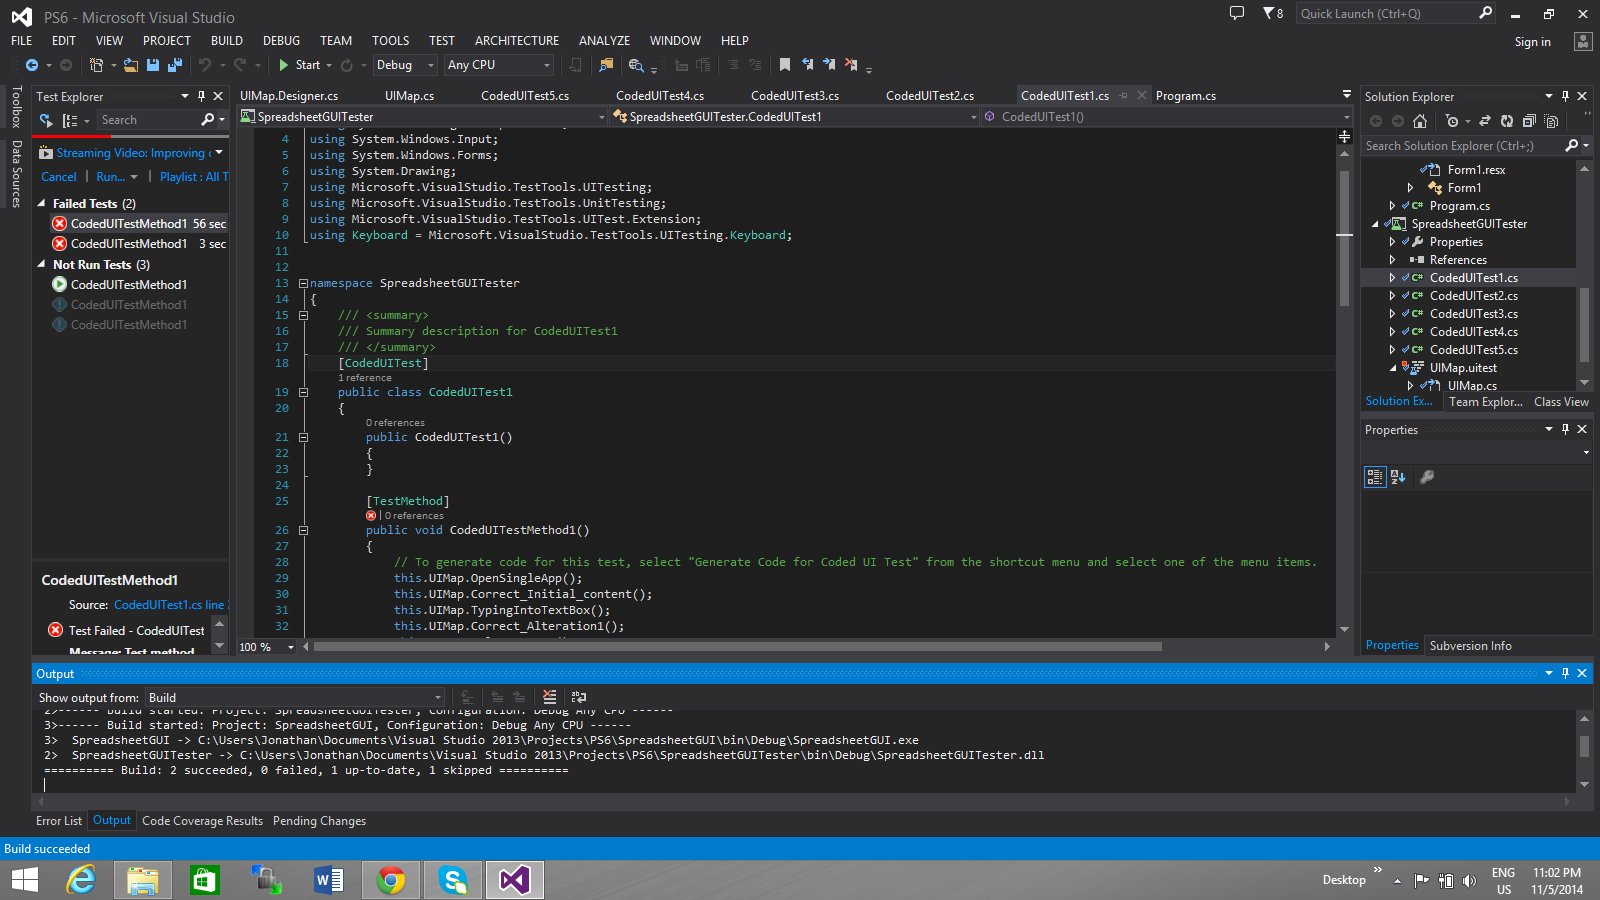 PS6 - Microsoft Visual Studio
8
Quick Launch (Ctrl+Q)
FILE EDIT VIEW PROJECT BUILD DEBUG TEAM TOOLS TEST ARCHITECTURE ANALYZE WINDOW HELP
Sign in
Start Debug Any CPU
Toolbox
Data Sources
Test Explorer
Search
Streaming Video: Improving
Cancel Run... Playlist : All T
Failed Tests (2)
CodedUITestMethod1 56 sec
CodedUITestMethod1 3 sec
Not Run Tests (3)
CodedUITestMethod1
CodedUITestMethod1
CodedUITestMethod1
CodedUITestMethod1
Source: CodedUITest1.cs line
Test Failed - CodedUITest
Message: Test method
UIMap.Designer.cs UIMap.cs CodedUITest5.cs CodedUITest4.cs CodedUITest3.cs CodedUITest2.cs CodedUITest1.cs Program.cs
SpreadsheetGUITester SpreadsheetGUITester.CodedUITest1 CodedUITest1()
4 using System.Windows.Input;
5 using System.Windows.Forms;
6 using System.Drawing;
7 using Microsoft.VisualStudio.TestTools.UITesting;
8 using Microsoft.VisualStudio.TestTools.UnitTesting;
9 using Microsoft.VisualStudio.TestTools.UITest.Extension;
10 using Keyboard = Microsoft.VisualStudio.TestTools.UITesting.Keyboard;
11
12
13 namespace SpreadsheetGUITester
14 {
15 /// <summary>
16 /// Summary description for CodedUITest1
17 /// </summary>
18 [CodedUITest]
1 reference
19 public class CodedUITest1
20 {
0 references
21 public CodedUITest1()
22 {
23 }
24
25 [TestMethod]
| 0 references
26 public void CodedUITestMethod1()
27 {
28 // To generate code for this test, select "Generate Code for Coded UI Test" from the shortcut menu and select one of the menu items.
29 this.UIMap.OpenSingleApp();
30 this.UIMap.Correct_Initial_content();
31 this.UIMap.TypingIntoTextBox();
32 this.UIMap.Correct_Alteration1();
100 %
Solution Explorer
Search Solution Explorer (Ctrl+;)
Form1.resx
Form1
C# Program.cs
SpreadsheetGUITester
Properties
References
C# CodedUITest1.cs
C# CodedUITest2.cs
C# CodedUITest3.cs
C# CodedUITest4.cs
C# CodedUITest5.cs
UIMap.uitest
UIMap.cs
Solution Ex... Team Explor... Class View
Properties
Properties Subversion Info
Output
Show output from: Build
2>------ Build started: Project: SpreadsheetGUITester, Configuration: Debug Any CPU ------
3>------ Build started: Project: SpreadsheetGUI, Configuration: Debug Any CPU ------
3> SpreadsheetGUI -> C:\Users\Jonathan\Documents\Visual Studio 2013\Projects\PS6\SpreadsheetGUI\bin\Debug\SpreadsheetGUI.exe
2> SpreadsheetGUITester -> C:\Users\Jonathan\Documents\Visual Studio 2013\Projects\PS6\SpreadsheetGUITester\bin\Debug\SpreadsheetGUITester.dll
========== Build: 2 succeeded, 0 failed, 1 up-to-date, 1 skipped ==========
Error List Output Code Coverage Results Pending Changes
Build succeeded
Desktop
ENG
US
11:02 PM
11/5/2014